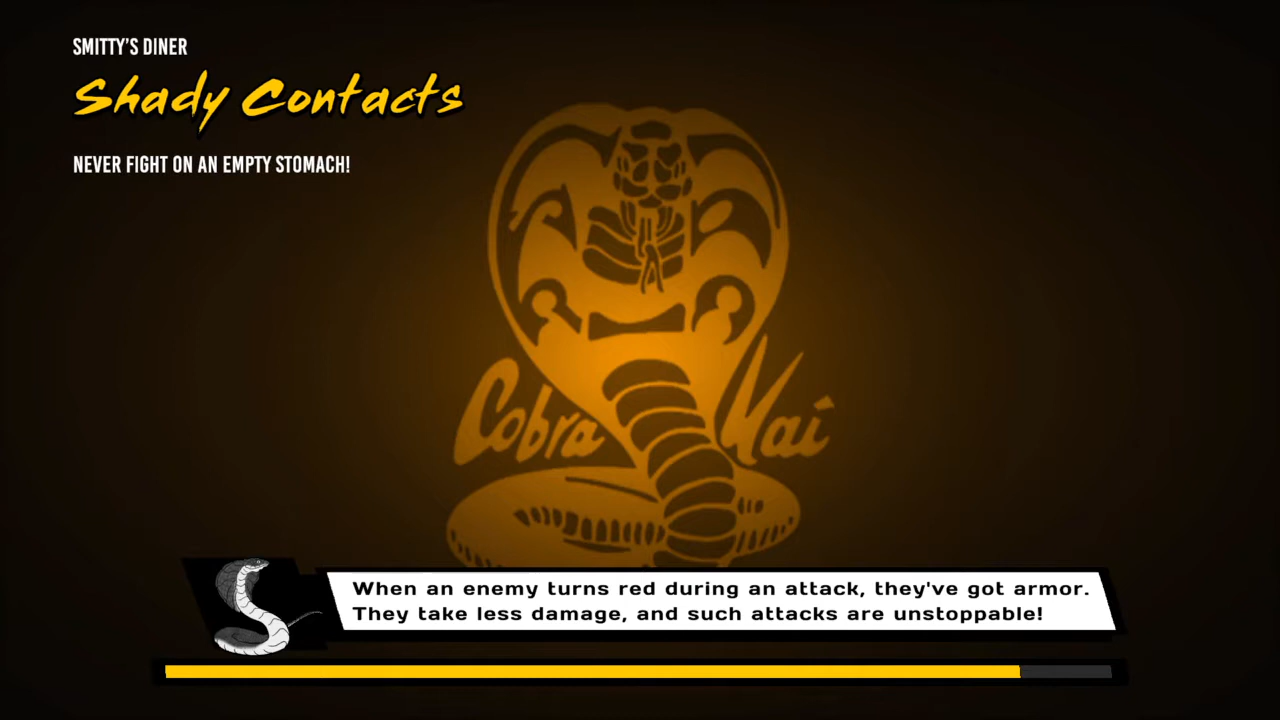 SMITTY'S DINER
Shady Contacts
NEVER FIGHT ON AN EMPTY STOMACH!
Cobra Kai
When an enemy turns red during an attack, they've got armor.
They take less damage, and such attacks are unstoppable!